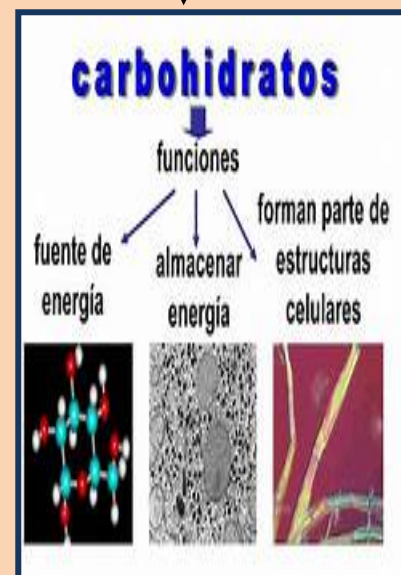 carbohidratos
funciones
fuente de
energía
almacenar
energía
forman parte de
estructuras
celulares